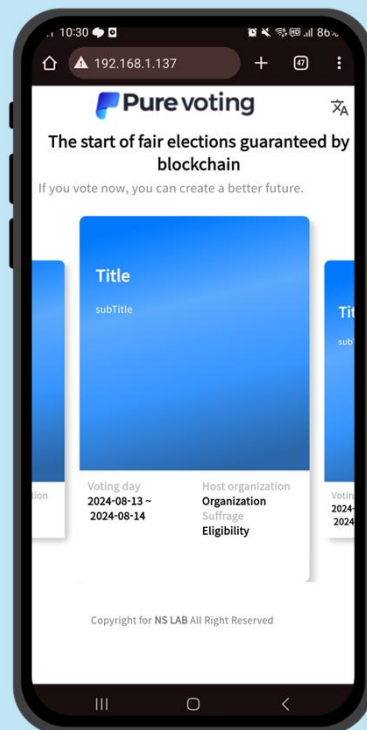 10:30
86%
192.168.1.137
47
Pure voting
The start of fair elections guaranteed by
blockchain
If you vote now, you can create a better future.
Title
subTitle
Voting day
2024-08-13 ~
2024-08-14
Host organization
Organization
Suffrage
Eligibility
Copyright for NS LAB All Right Reserved